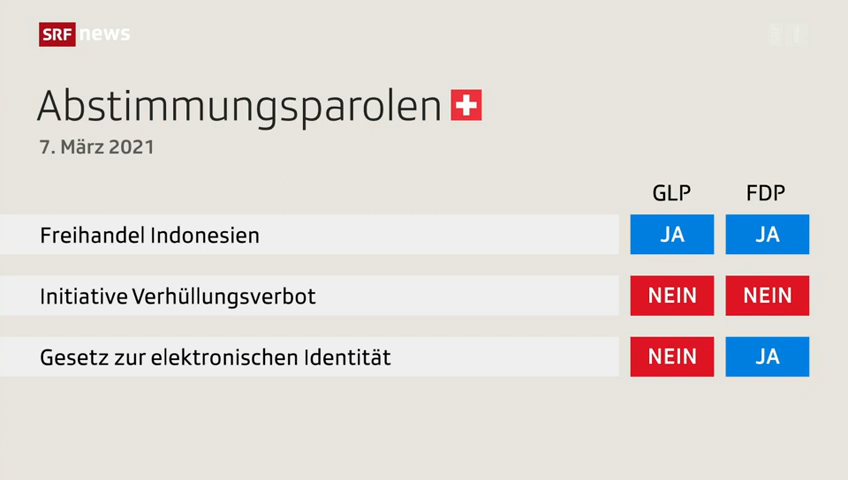 SRF news
Abstimmungsparolen
7. März 2021
GLP FDP
Freihandel Indonesien JA JA
Initiative Verhüllungsverbot NEIN NEIN
Gesetz zur elektronischen Identität NEIN JA